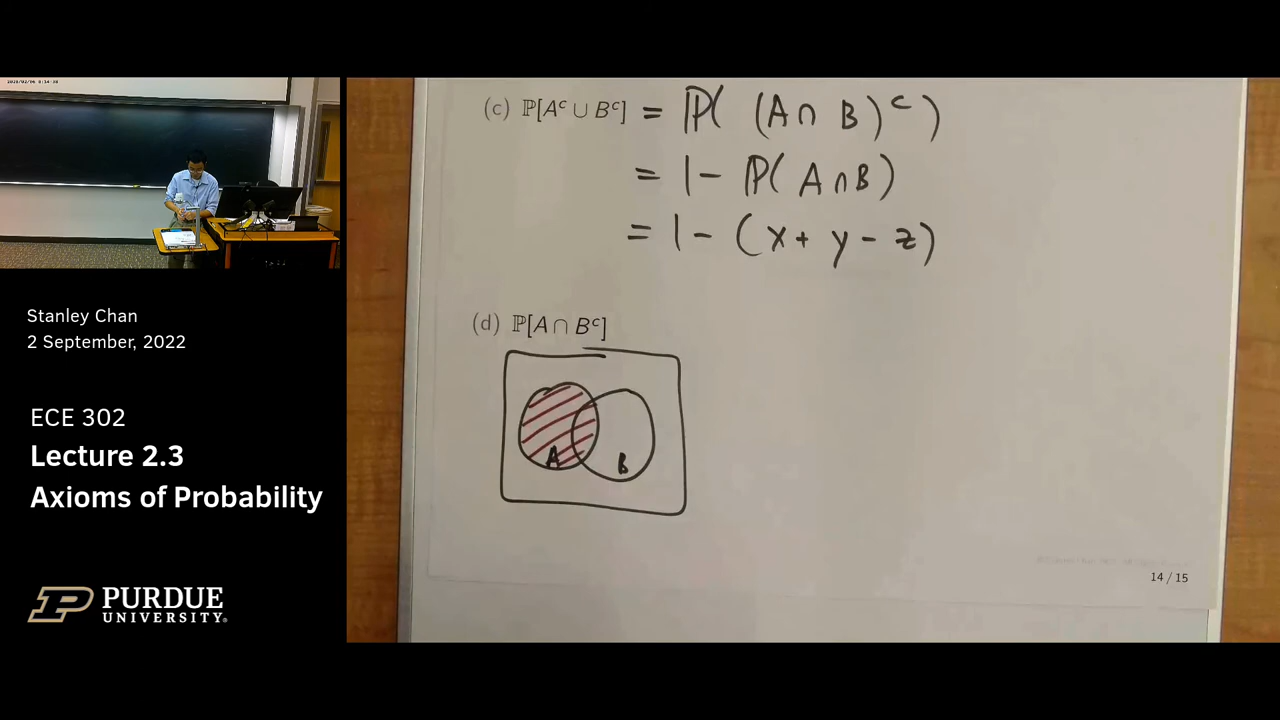 (c) ℙ[Aᶜ ∪ Bᶜ] = ℙ( (A ∩ B)ᶜ )
= 1 - ℙ( A ∩ B )
= 1 - ( x + y - z )
(d) ℙ[A ∩ Bᶜ]
A B
14 / 15
Stanley Chan
2 September, 2022
ECE 302
Lecture 2.3
Axioms of Probability
P PURDUE
UNIVERSITY®